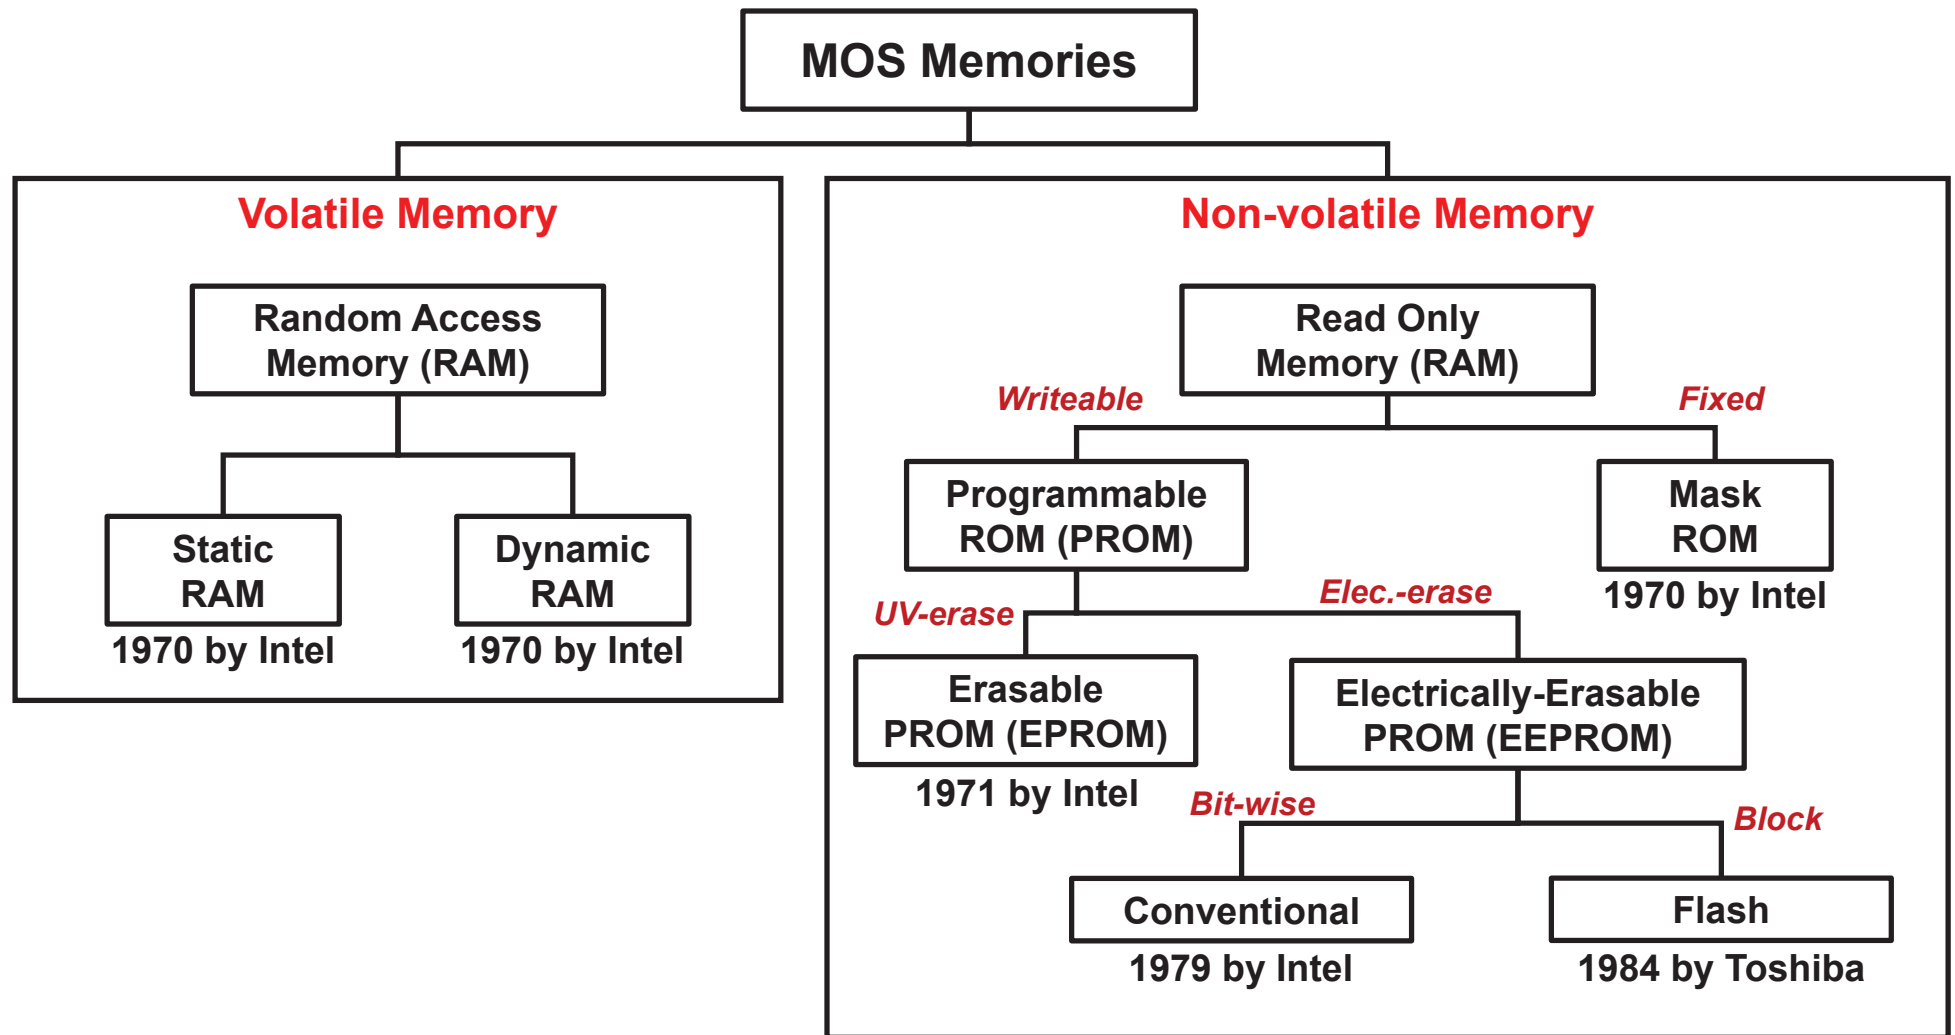 MOS Memories
Volatile Memory
Random Access
Memory (RAM)
Static
RAM
1970 by Intel
Dynamic
RAM
1970 by Intel
Non-volatile Memory
Read Only
Memory (RAM)
Writeable
Fixed
Programmable
ROM (PROM)
Mask
ROM
1970 by Intel
UV-erase
Elec.-erase
Erasable
PROM (EPROM)
1971 by Intel
Electrically-Erasable
PROM (EEPROM)
Bit-wise
Block
Conventional
1979 by Intel
Flash
1984 by Toshiba